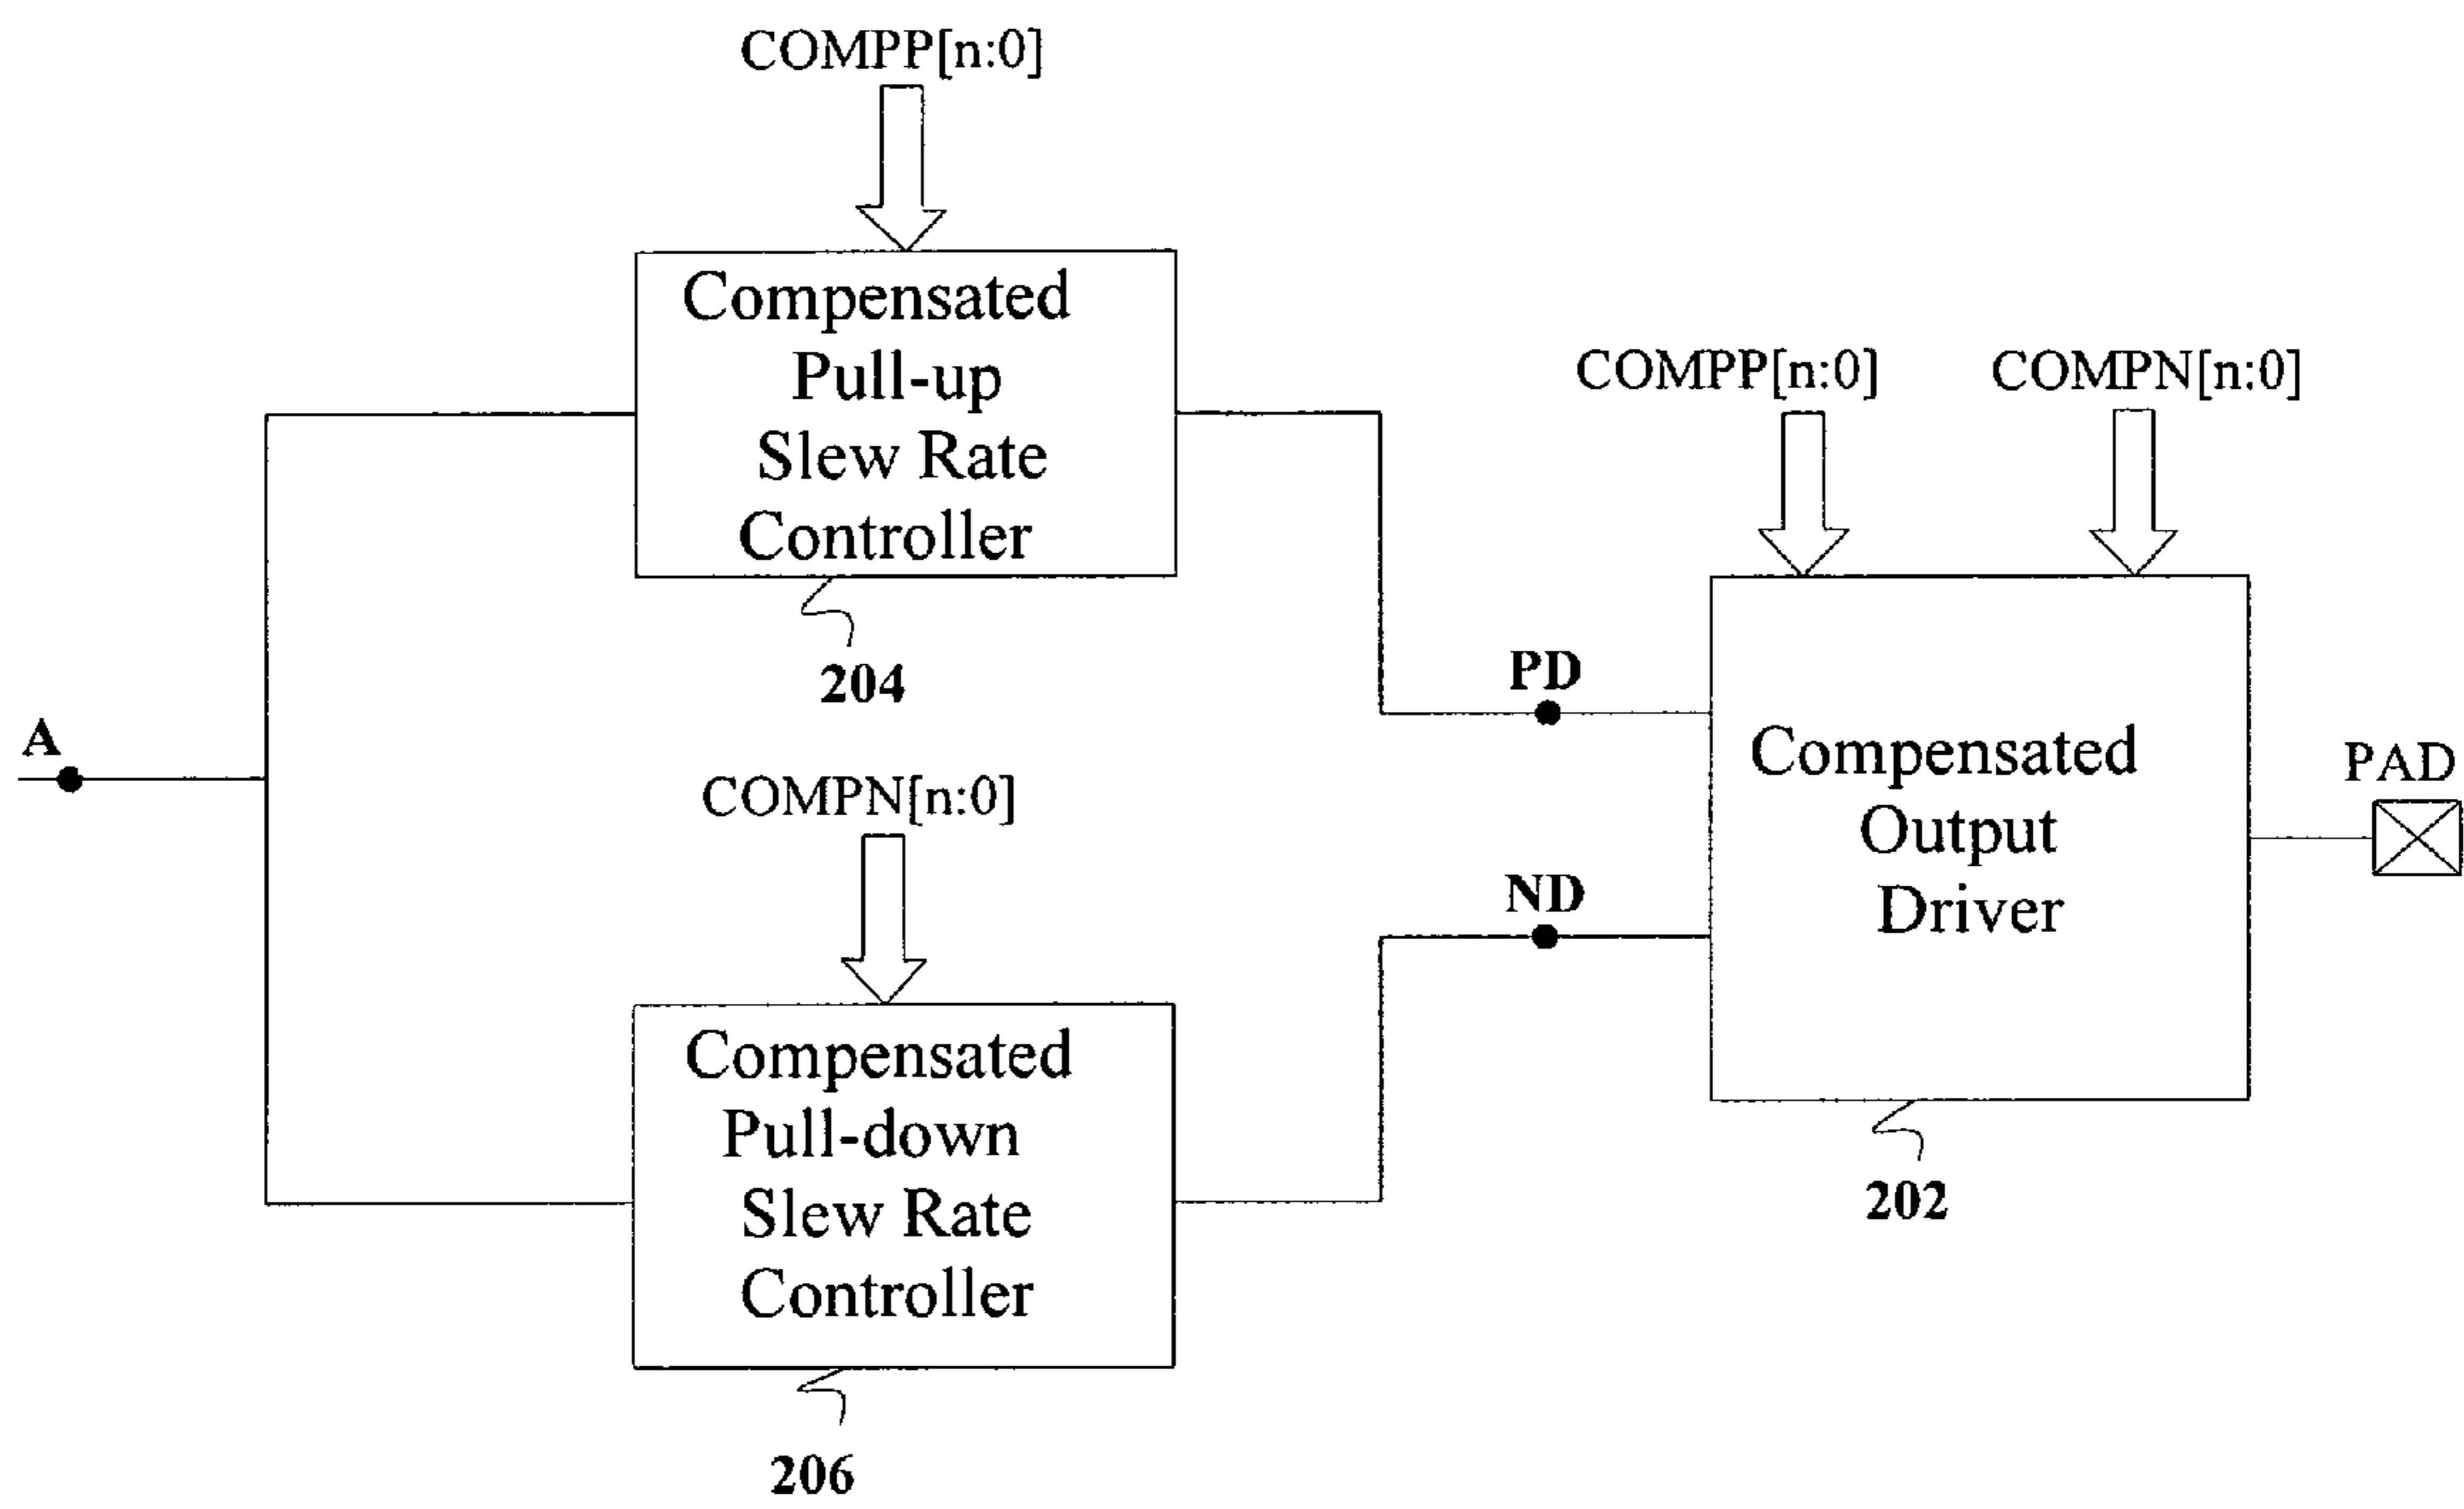 COMPP[n:0]
Compensated
Pull-up
Slew Rate
Controller
204
COMPP[n:0]
COMPN[n:0]
A
PD
ND
COMPN[n:0]
Compensated
Pull-down
Slew Rate
Controller
206
Compensated
Output
Driver
202
PAD